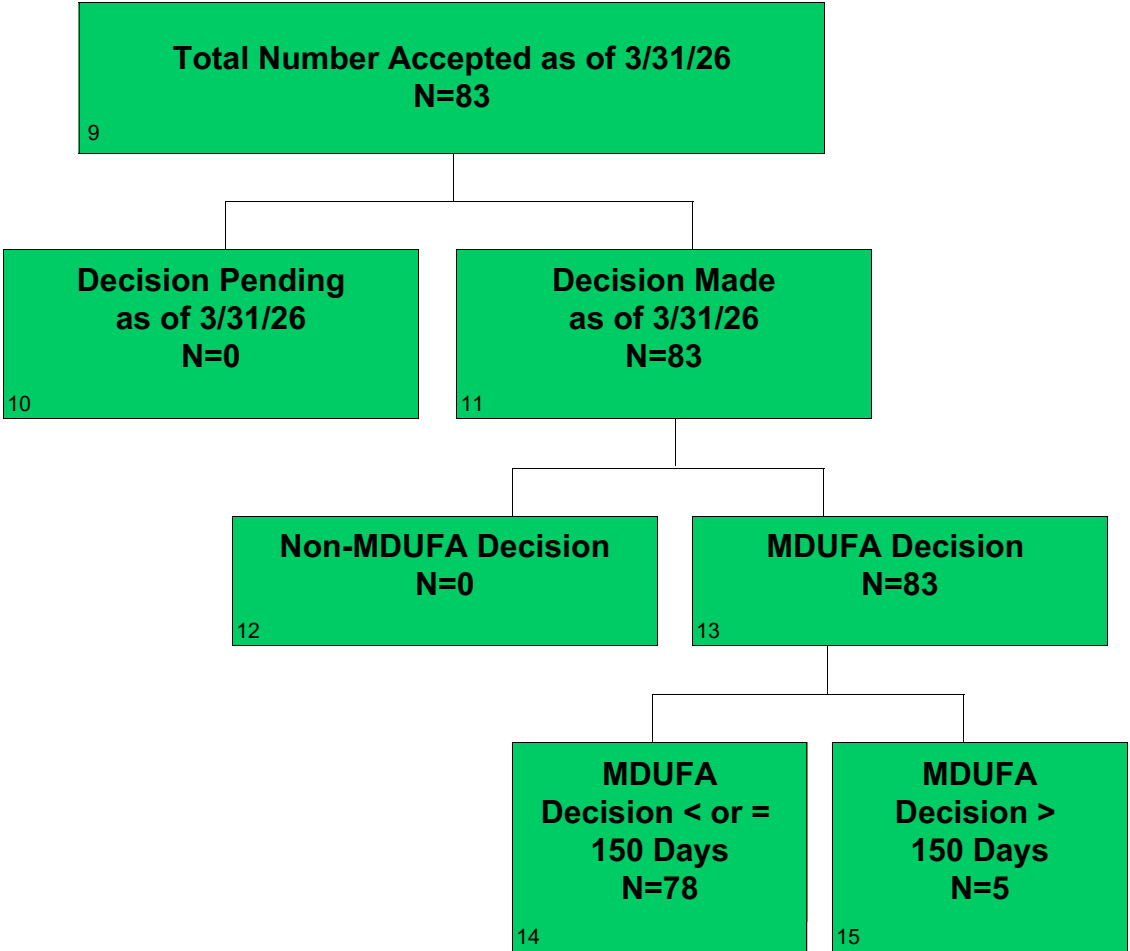 Total Number Accepted as of 3/31/26
N=83
9
Decision Pending
as of 3/31/26
N=0
10
Decision Made
as of 3/31/26
N=83
11
Non-MDUFA Decision
N=0
12
MDUFA Decision
N=83
13
MDUFA
Decision < or =
150 Days
N=78
14
MDUFA
Decision >
150 Days
N=5
15